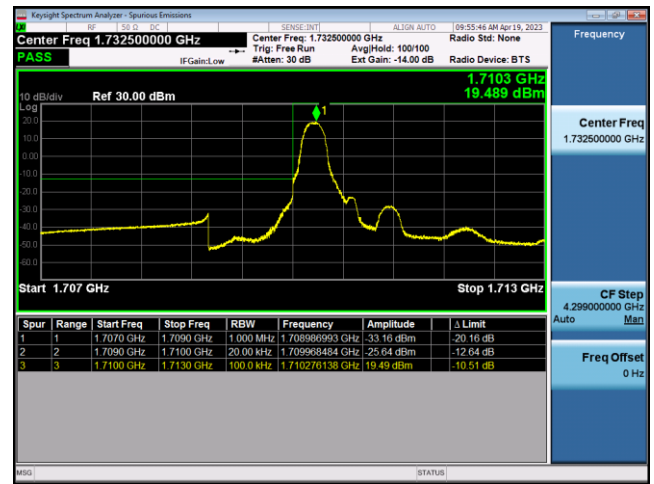 Keysight Spectrum Analyzer - Spurious Emissions
RF 50 Ω DC SENSE:INT ALIGN AUTO 09:55:46 AM Apr 19, 2023
Center Freq 1.732500000 GHz
Center Freq: 1.732500000 GHz Radio Std: None
Trig: Free Run Avg|Hold: 100/100
PASS IFGain:Low #Atten: 30 dB Ext Gain: -14.00 dB Radio Device: BTS
1.7103 GHz
10 dB/div Ref 30.00 dBm 19.489 dBm
Log
20.0
10.0
0.00
-10.0
-20.0
-30.0
-40.0
-50.0
-60.0
1
Start 1.707 GHz Stop 1.713 GHz
Spur Range Start Freq Stop Freq RBW Frequency Amplitude Δ Limit
1 1 1.7070 GHz 1.7090 GHz 1.000 MHz 1.708986993 GHz -33.16 dBm -20.16 dB
2 2 1.7090 GHz 1.7100 GHz 20.00 kHz 1.709968484 GHz -25.64 dBm -12.64 dB
3 3 1.7100 GHz 1.7130 GHz 100.0 kHz 1.710276138 GHz 19.49 dBm -10.51 dB
MSG STATUS
Frequency
Center Freq
1.732500000 GHz
CF Step
4.299000000 GHz
Auto Man
Freq Offset
0 Hz